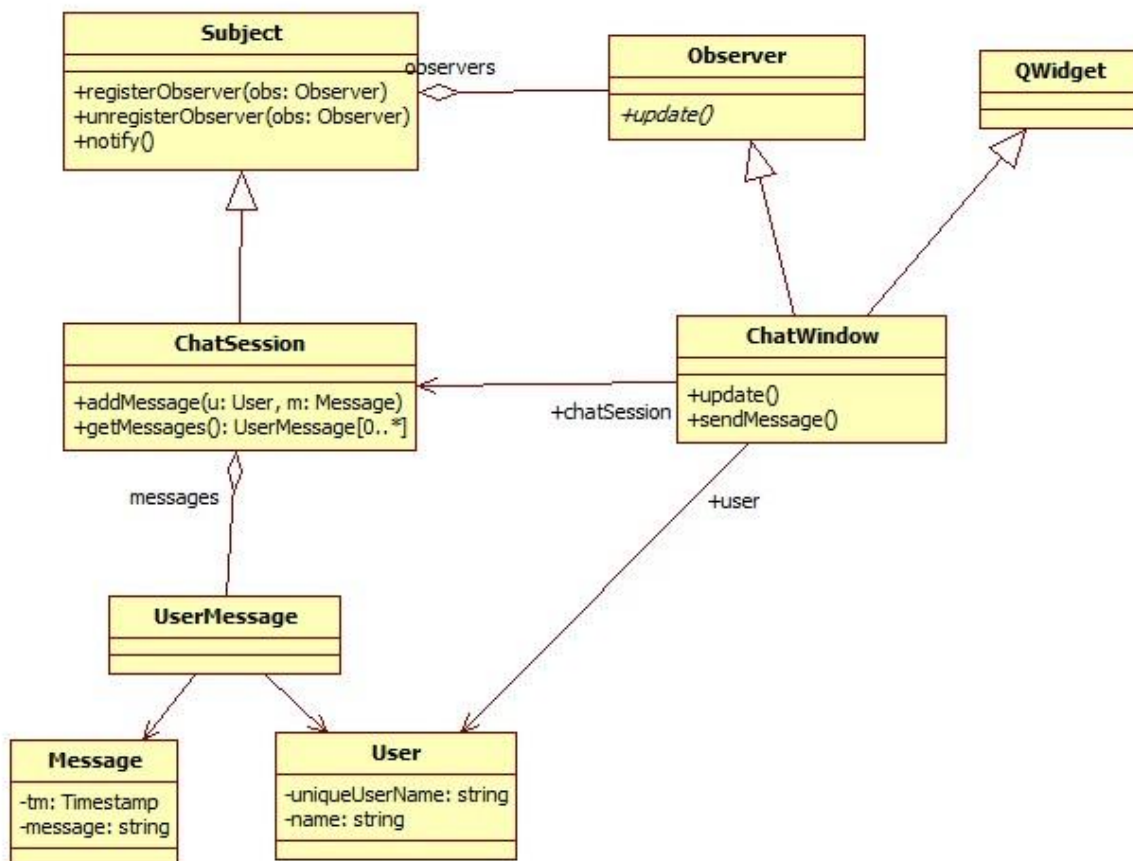 Subject
+registerObserver(obs: Observer)
+unregisterObserver(obs: Observer)
+notify()
observers
Observer
+update()
QWidget
ChatSession
+addMessage(u: User, m: Message)
+getMessages(): UserMessage[0..*]
+chatSession
ChatWindow
+update()
+sendMessage()
messages
+user
UserMessage
Message
-tm: Timestamp
-message: string
User
-uniqueUserName: string
-name: string